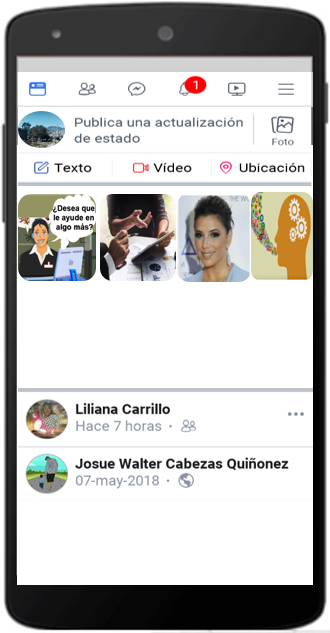 1
Publica una actualización
de estado
Foto
Texto
Vídeo
Ubicación
¿Desea que
le ayude en
algo más?
THE W
Liliana Carrillo
Hace 7 horas ·
Josue Walter Cabezas Quiñonez
07-may-2018 ·